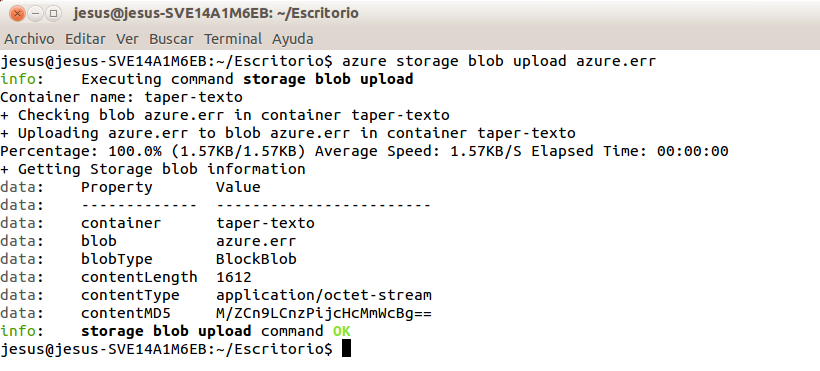 jesus@jesus-SVE14A1M6EB: ~/Escritorio
Archivo Editar Ver Buscar Terminal Ayuda
jesus@jesus-SVE14A1M6EB:~/Escritorio$ azure storage blob upload azure.err
info:    Executing command storage blob upload
Container name: taper-texto
+ Checking blob azure.err in container taper-texto
+ Uploading azure.err to blob azure.err in container taper-texto
Percentage: 100.0% (1.57KB/1.57KB) Average Speed: 1.57KB/S Elapsed Time: 00:00:00
+ Getting Storage blob information
data:    Property       Value
data:    -------------  ------------------------
data:    container      taper-texto
data:    blob           azure.err
data:    blobType       BlockBlob
data:    contentLength  1612
data:    contentType    application/octet-stream
data:    contentMD5     M/ZCn9LCnzPijcHcMmWcBg==
info:    storage blob upload command OK
jesus@jesus-SVE14A1M6EB:~/Escritorio$